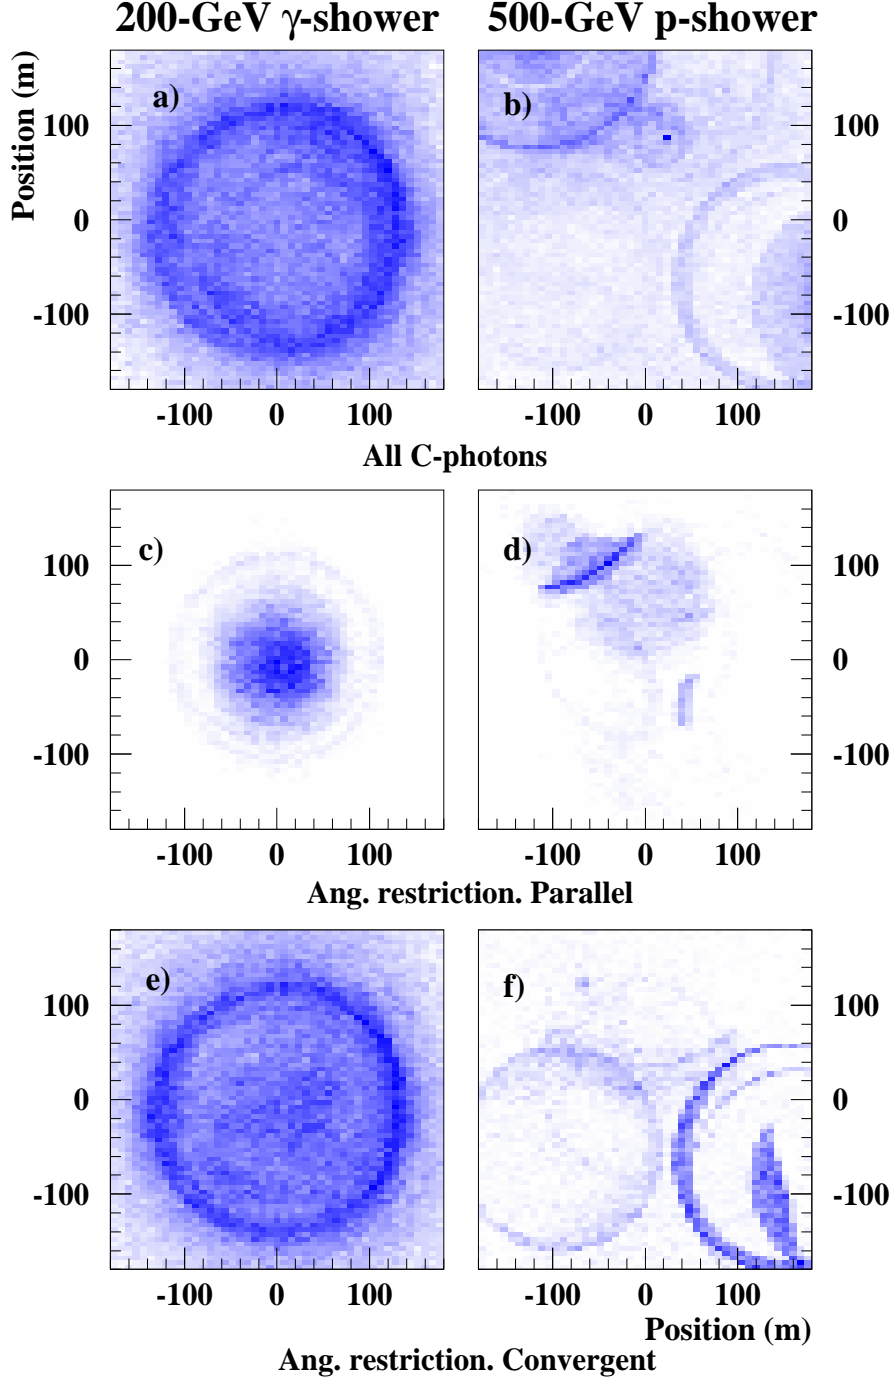 200-GeV γ-shower 500-GeV p-shower
Position (m)
a) b)
100 100
0 0
-100 -100
-100 0 100 -100 0 100
All C-photons
c) d)
100 100
0 0
-100 -100
-100 0 100 -100 0 100
Ang. restriction. Parallel
e) f)
100 100
0 0
-100 -100
-100 0 100 -100 0 100
Position (m)
Ang. restriction. Convergent